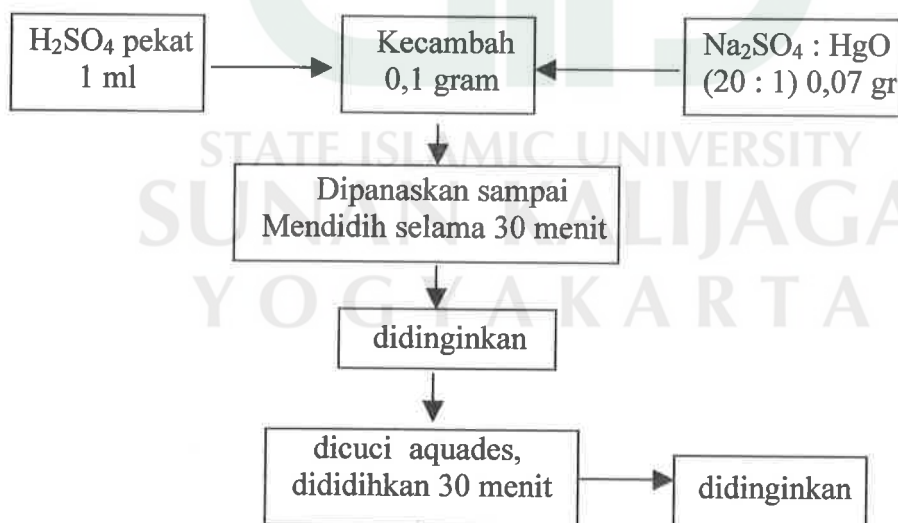 H₂SO₄ pekat
1 ml
Kecambah
0,1 gram
Na₂SO₄ : HgO
(20 : 1) 0,07 gr
STATE ISLAMIC UNIVERSITY
SUNAN KALIJAGA
YOGYAKARTA
Dipanaskan sampai
Mendidih selama 30 menit
didinginkan
dicuci aquades,
dididihkan 30 menit
didinginkan